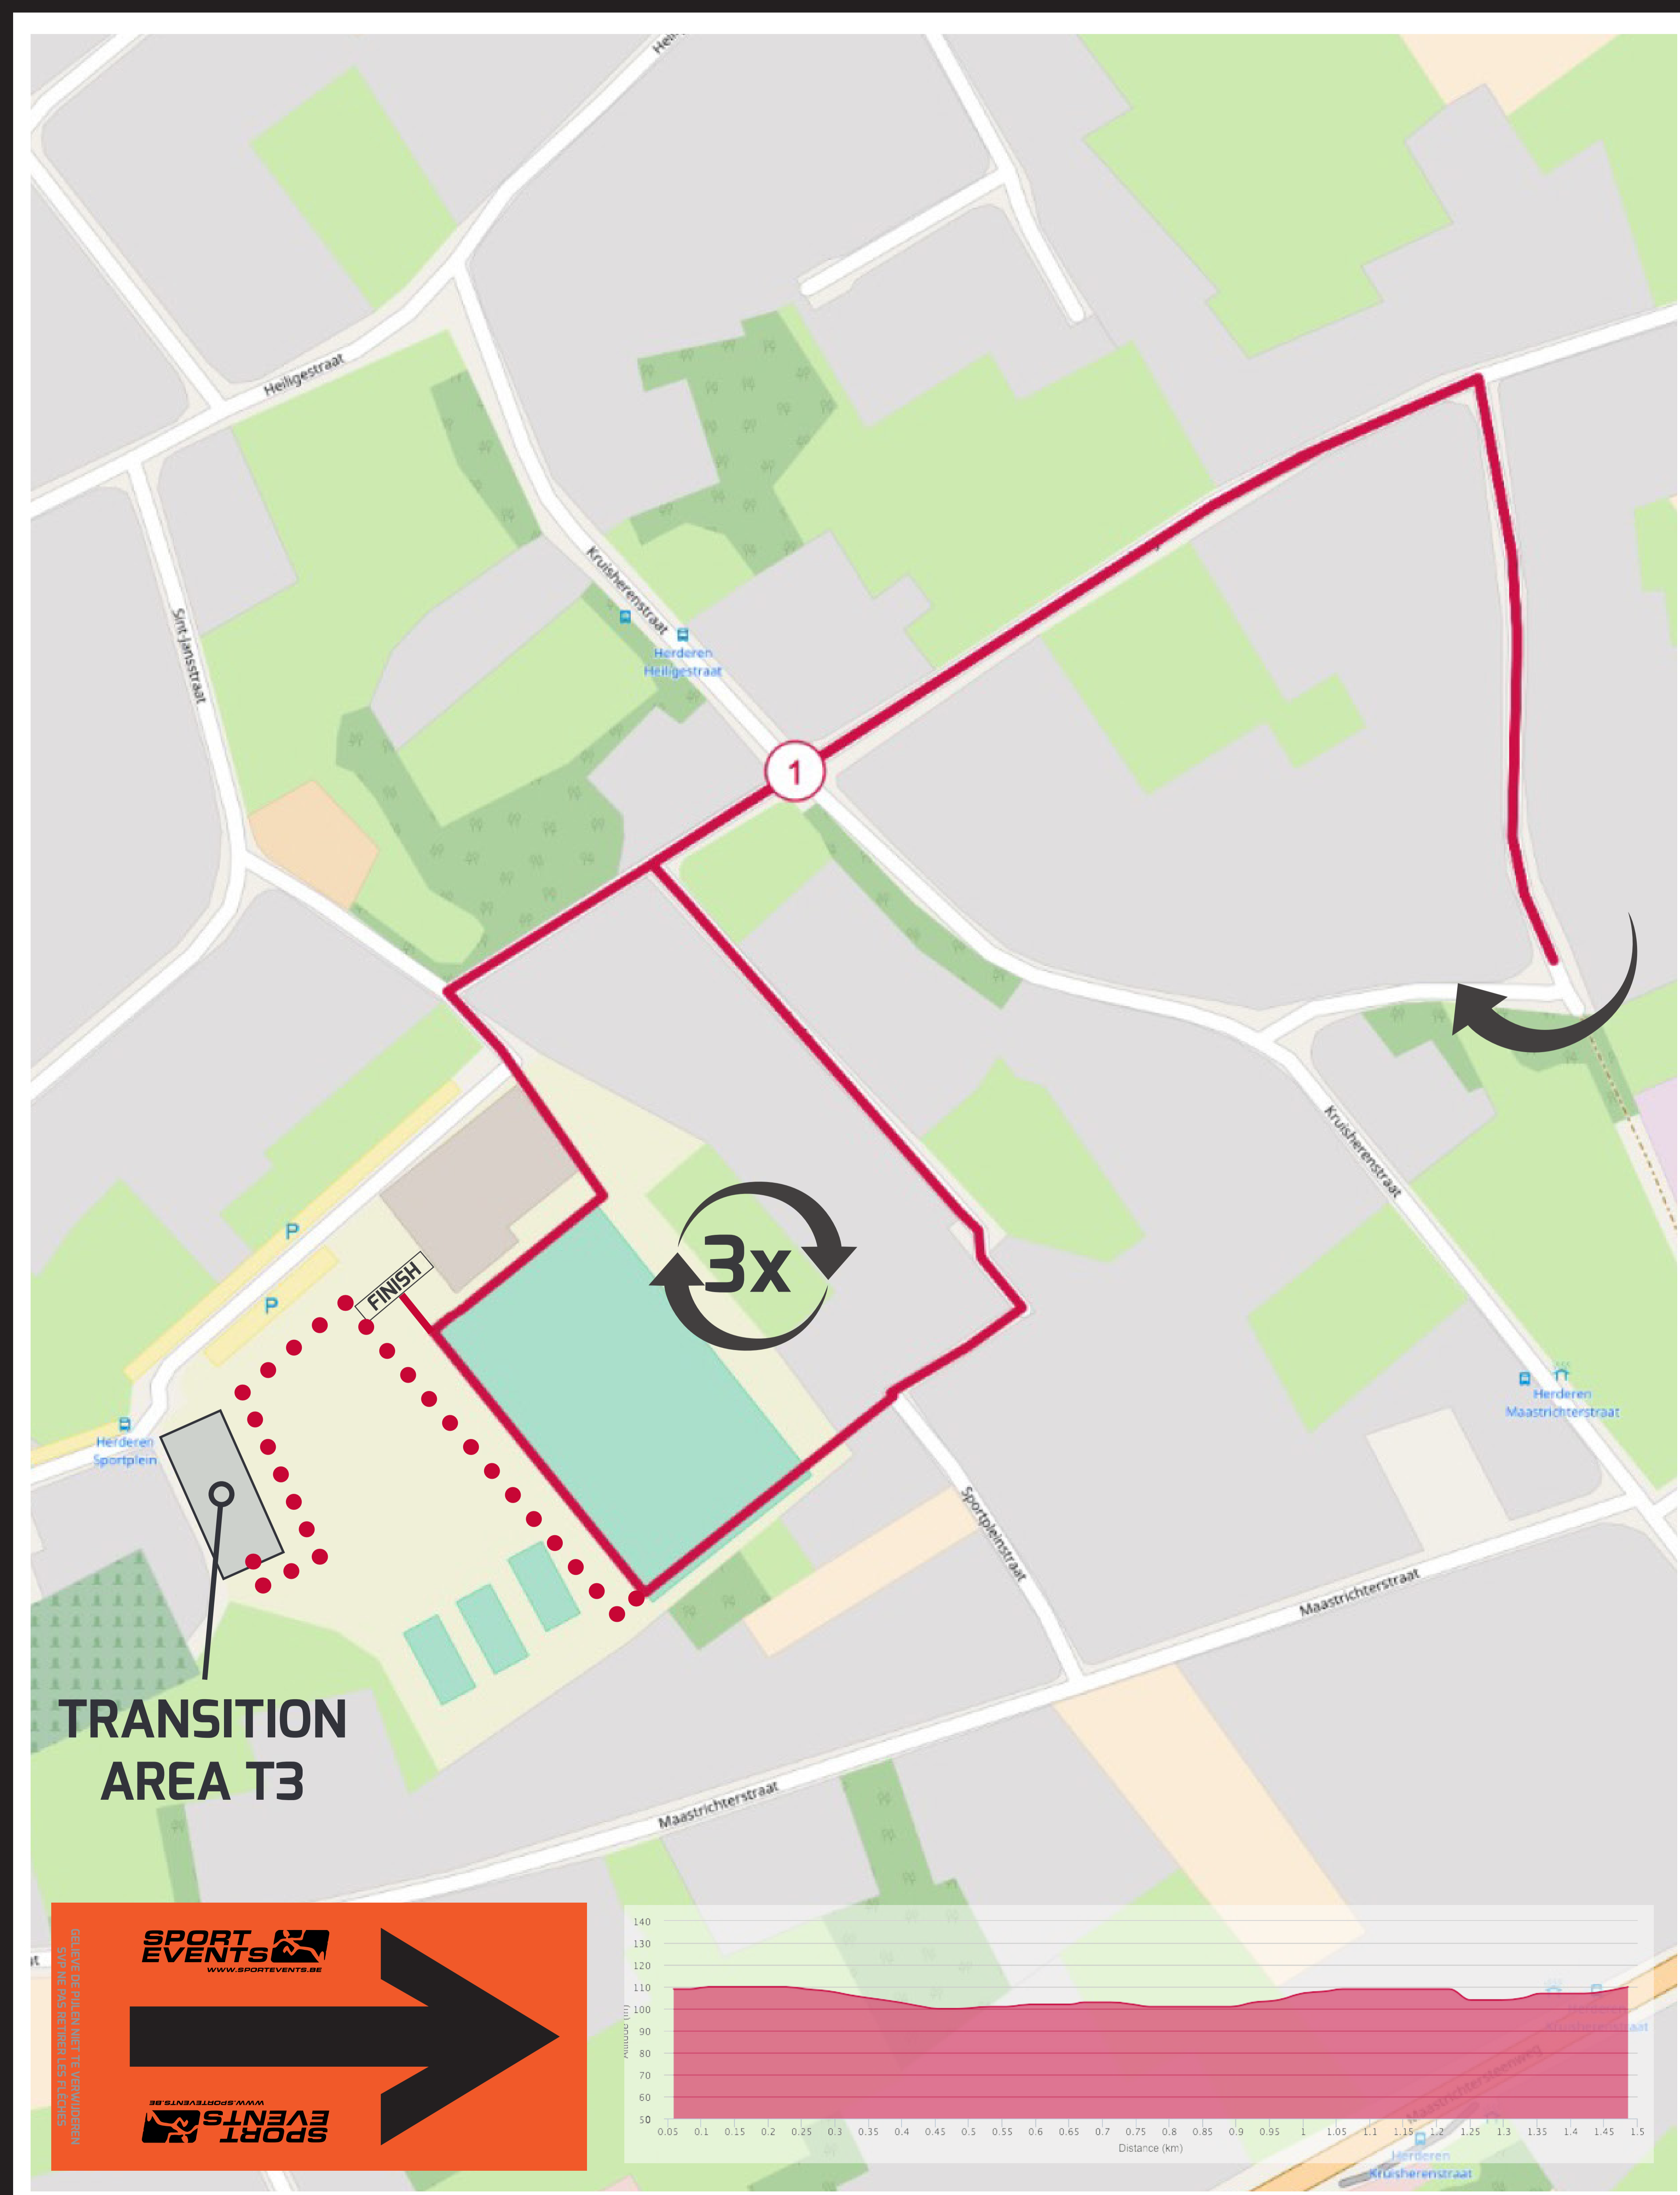 Heiligestraat
Kruisherenstraat
Herderen
Heiligestraat
Sint-Jansstraat
1
Kruisherenstraat
P
3x
FINISH
P
Herderen
Sportplein
Herderen
Maastrichterstraat
Sportpleinstraat
Maastrichterstraat
TRANSITION
AREA T3
Maastrichterstraat
GELIEVE DE PIJLEN NIET TE VERWIJDEREN
SVP NE PAS RETIRER LES FLÈCHES
SPORT
EVENTS
WWW.SPORTEVENTS.BE
SPORT
EVENTS
WWW.SPORTEVENTS.BE
140
130
120
110
100
90
80
70
60
50
Altitude (m)
0.05 0.1 0.15 0.2 0.25 0.3 0.35 0.4 0.45 0.5 0.55 0.6 0.65 0.7 0.75 0.8 0.85 0.9 0.95 1 1.05 1.1 1.15 1.2 1.25 1.3 1.35 1.4 1.45 1.5
Distance (km)
Maastrichtersteenweg
Herderen
Kruisherenstraat